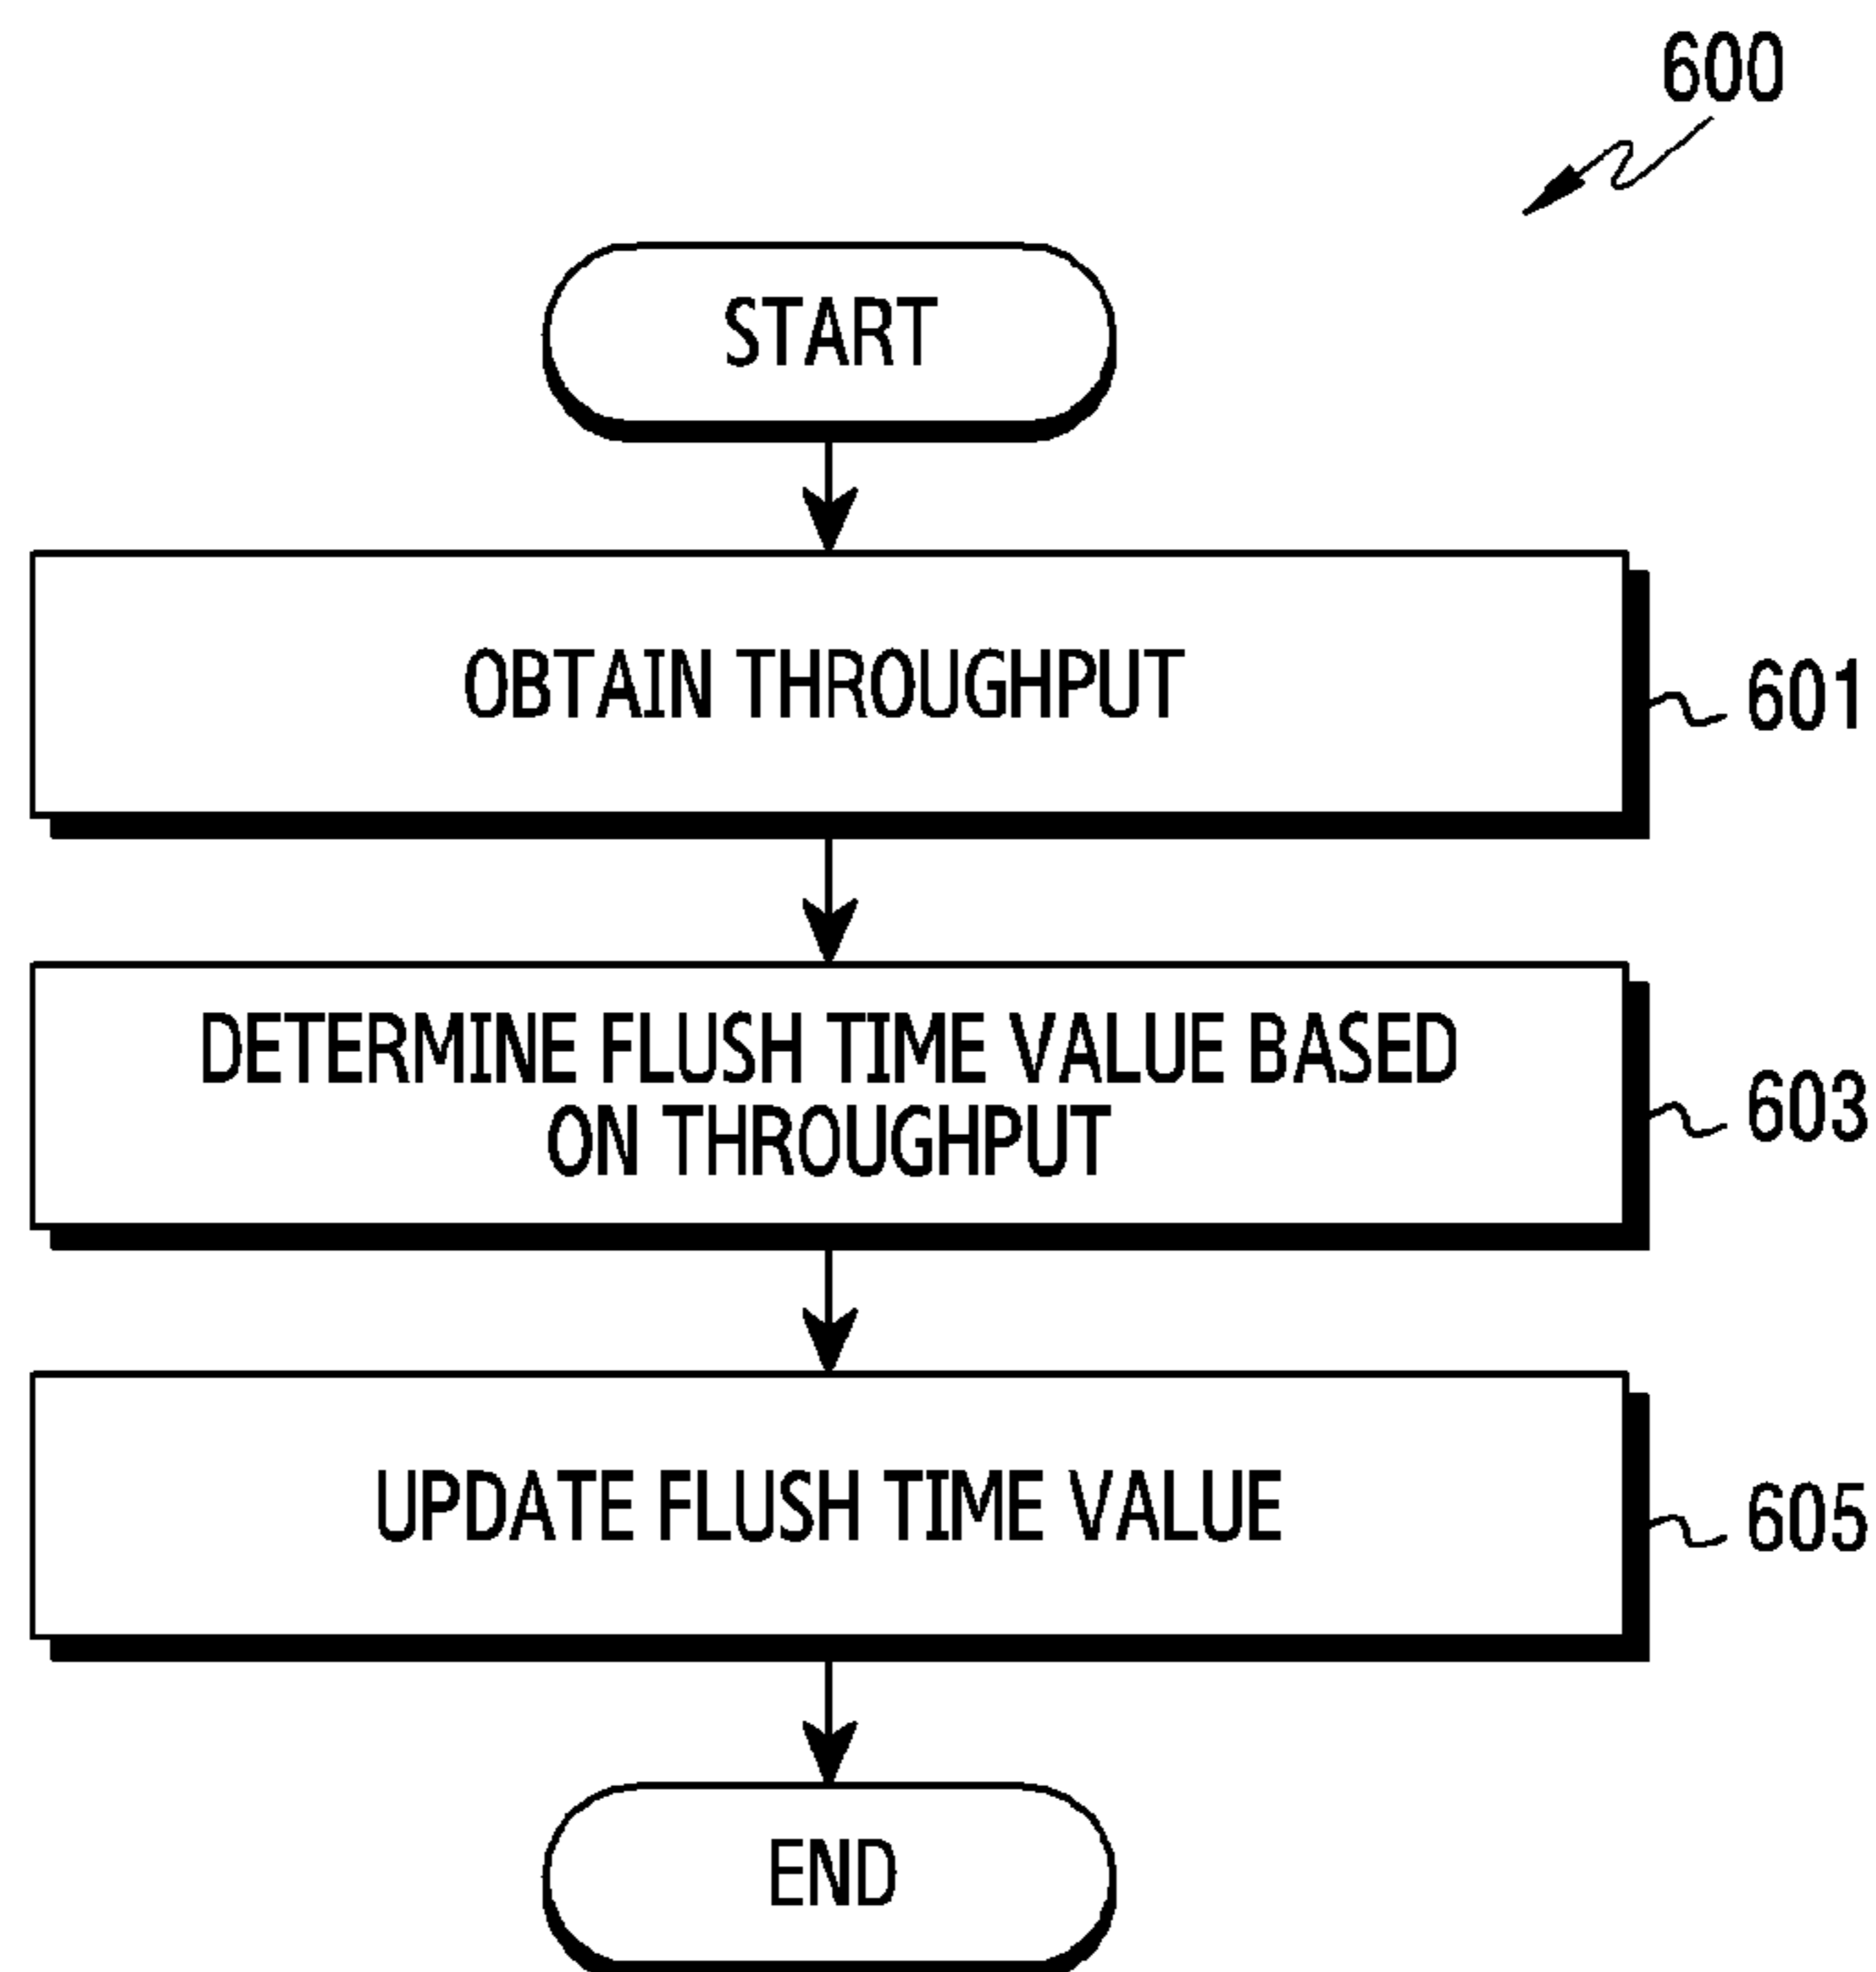 600
START
OBTAIN THROUGHPUT
601
DETERMINE FLUSH TIME VALUE BASED
ON THROUGHPUT
603
UPDATE FLUSH TIME VALUE
605
END